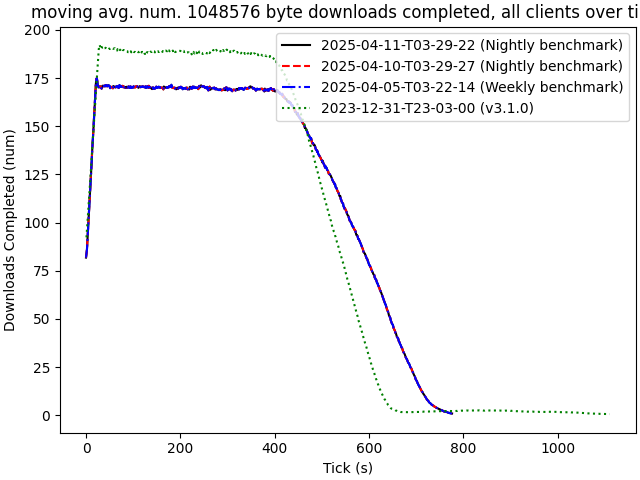 moving avg. num. 1048576 byte downloads completed, all clients over ti
200
175
150
125
100
75
50
25
0
Downloads Completed (num)
2025-04-11-T03-29-22 (Nightly benchmark)
2025-04-10-T03-29-27 (Nightly benchmark)
2025-04-05-T03-22-14 (Weekly benchmark)
2023-12-31-T23-03-00 (v3.1.0)
0 200 400 600 800 1000
Tick (s)